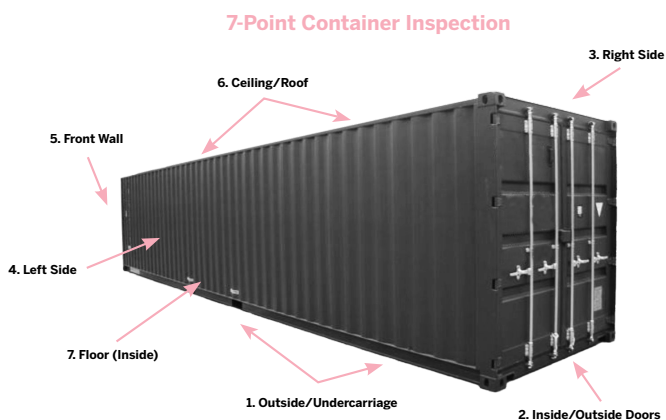 7-Point Container Inspection
3. Right Side
6. Ceiling/Roof
5. Front Wall
4. Left Side
7. Floor (Inside)
1. Outside/Undercarriage
2. Inside/Outside Doors